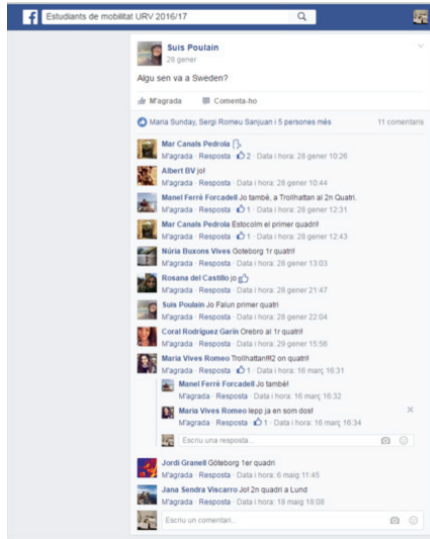 f Estudiants de mobilitat URV 2016/17
Suis Poulain
28 gener
Algu sen va a Sweden?
M'agrada Comenta-ho
Maria Sunday, Sergi Romeu Sanjuan i 5 persones més 11 comentaris
Mar Canals Pedrola
M'agrada · Resposta · 2 · Data i hora: 28 gener 10:26
Albert BV jo!
M'agrada · Resposta · Data i hora: 28 gener 10:44
Manel Ferré Forcadell Jo també, a Trollhattan al 2n Quatri.
M'agrada · Resposta · 1 · Data i hora: 28 gener 12:31
Mar Canals Pedrola Estocolm el primer quadri!
M'agrada · Resposta · 1 · Data i hora: 28 gener 12:43
Núria Buxons Vives Goteborg 1r quatri!
M'agrada · Resposta · Data i hora: 28 gener 13:03
Rosana del Castillo jo
M'agrada · Resposta · Data i hora: 28 gener 21:47
Suis Poulain Jo Falun primer quatri
M'agrada · Resposta · Data i hora: 28 gener 22:04
Coral Rodríguez Garín Orebro al 1r quatri!
M'agrada · Resposta · Data i hora: 29 gener 15:56
Maria Vives Romeo Trollhattan!!!2 on quatri!
M'agrada · Resposta · 1 · Data i hora: 16 març 16:31
Manel Ferré Forcadell Jo també!
M'agrada · Resposta · Data i hora: 16 març 16:32
Maria Vives Romeo Iepp ja en som dos!
M'agrada · Resposta · 1 · Data i hora: 16 març 16:34
Escriu una resposta...
Jordi Granell Göteborg 1er quadri
M'agrada · Resposta · Data i hora: 6 maig 11:45
Jana Sendra Viscarro Jo! 2n quadri a Lund
M'agrada · Resposta · Data i hora: 18 maig 18:08
Escriu un comentari...